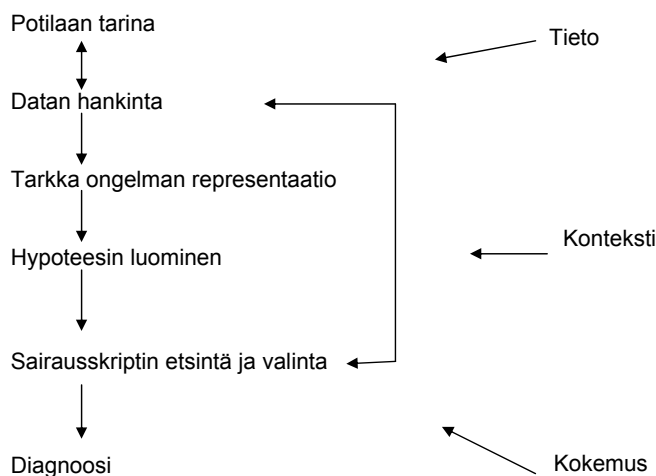 Potilaan tarina
Tieto
Datan hankinta
Tarkka ongelman representaatio
Konteksti
Hypoteesin luominen
Sairausskriptin etsintä ja valinta
Diagnoosi
Kokemus